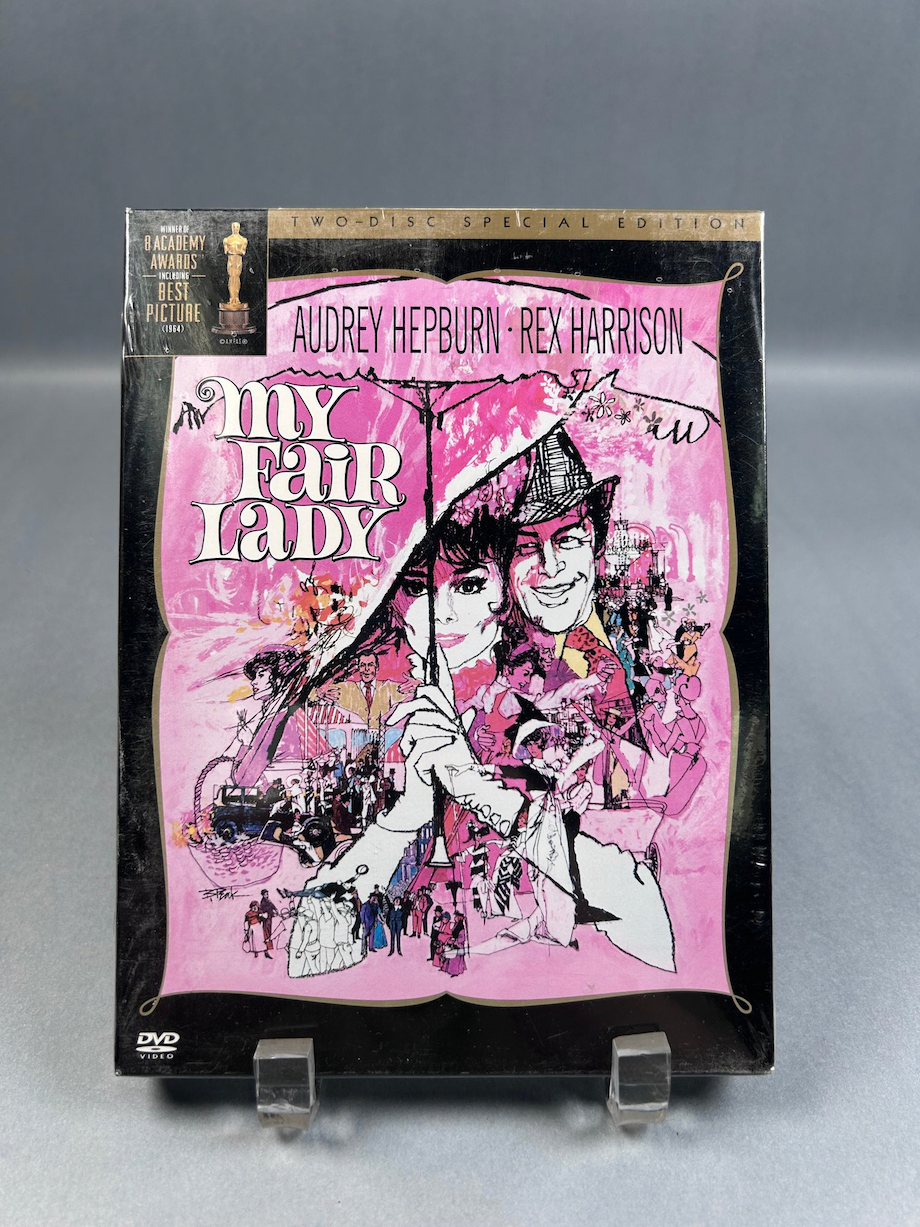 TWO-DISC SPECIAL EDITION
WINNER OF
8 ACADEMY
AWARDS
INCLUDING
BEST
PICTURE
(1964)
©A.M.P.A.S.®
AUDREY HEPBURN · REX HARRISON
MY
FAIR
LADY
B Peak
DVD
VIDEO